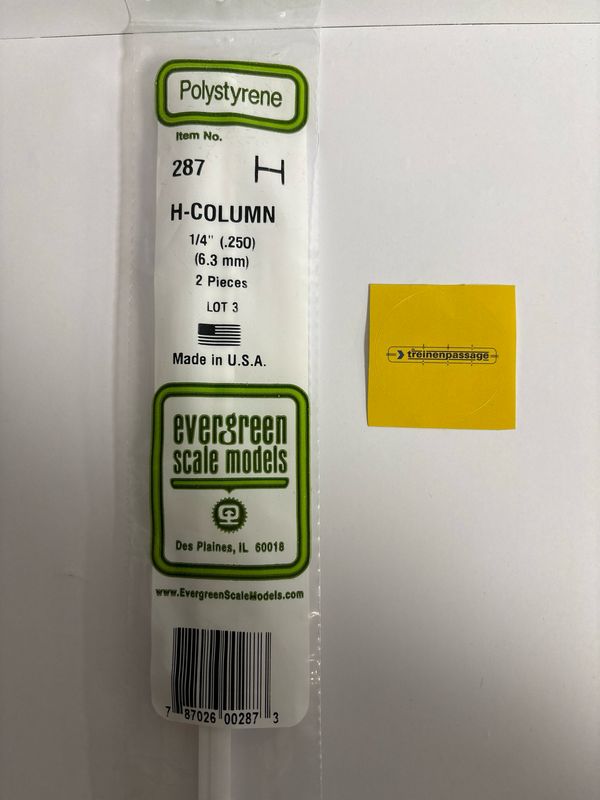 Polystyrene
Item No.
287
H-COLUMN
1/4" (.250)
(6.3 mm)
2 Pieces
LOT 3
Made in U.S.A.
evergreen
scale models
Des Plaines, IL 60018
www.EvergreenScaleModels.com
7 87026 00287 3
treinenpassage